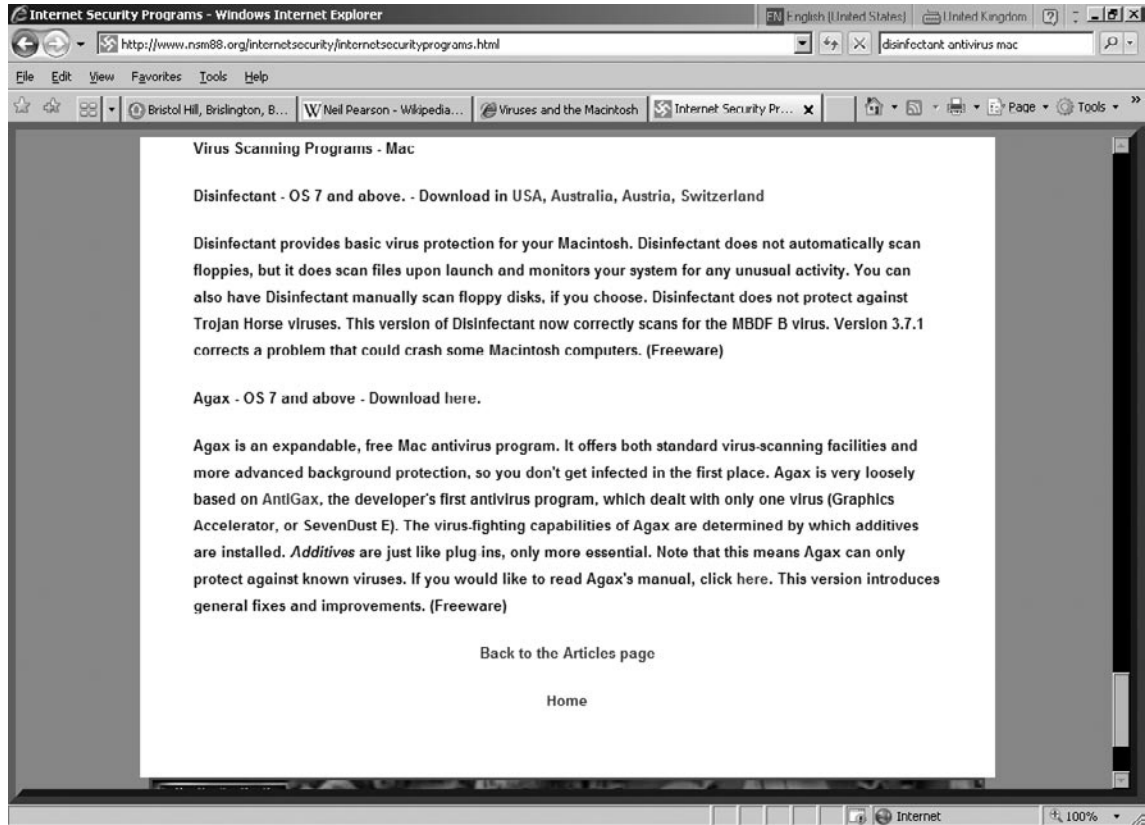 Internet Security Programs - Windows Internet Explorer
EN English (United States) United Kingdom
http://www.nsm88.org/internetsecurity/internetsecurityprograms.html
disinfectant antivirus mac
File Edit View Favorites Tools Help
Bristol Hill, Brislington, B... Neil Pearson - Wikipedia... Viruses and the Macintosh Internet Security Pr... Page Tools
Virus Scanning Programs - Mac
Disinfectant - OS 7 and above. - Download in USA, Australia, Austria, Switzerland
Disinfectant provides basic virus protection for your Macintosh. Disinfectant does not automatically scan
floppies, but it does scan files upon launch and monitors your system for any unusual activity. You can
also have Disinfectant manually scan floppy disks, if you choose. Disinfectant does not protect against
Trojan Horse viruses. This version of Disinfectant now correctly scans for the MBDF B virus. Version 3.7.1
corrects a problem that could crash some Macintosh computers. (Freeware)
Agax - OS 7 and above - Download here.
Agax is an expandable, free Mac antivirus program. It offers both standard virus-scanning facilities and
more advanced background protection, so you don't get infected in the first place. Agax is very loosely
based on AntiGax, the developer's first antivirus program, which dealt with only one virus (Graphics
Accelerator, or SevenDust E). The virus-fighting capabilities of Agax are determined by which additives
are installed. Additives are just like plug ins, only more essential. Note that this means Agax can only
protect against known viruses. If you would like to read Agax's manual, click here. This version introduces
general fixes and improvements. (Freeware)
Back to the Articles page
Home
Internet 100%